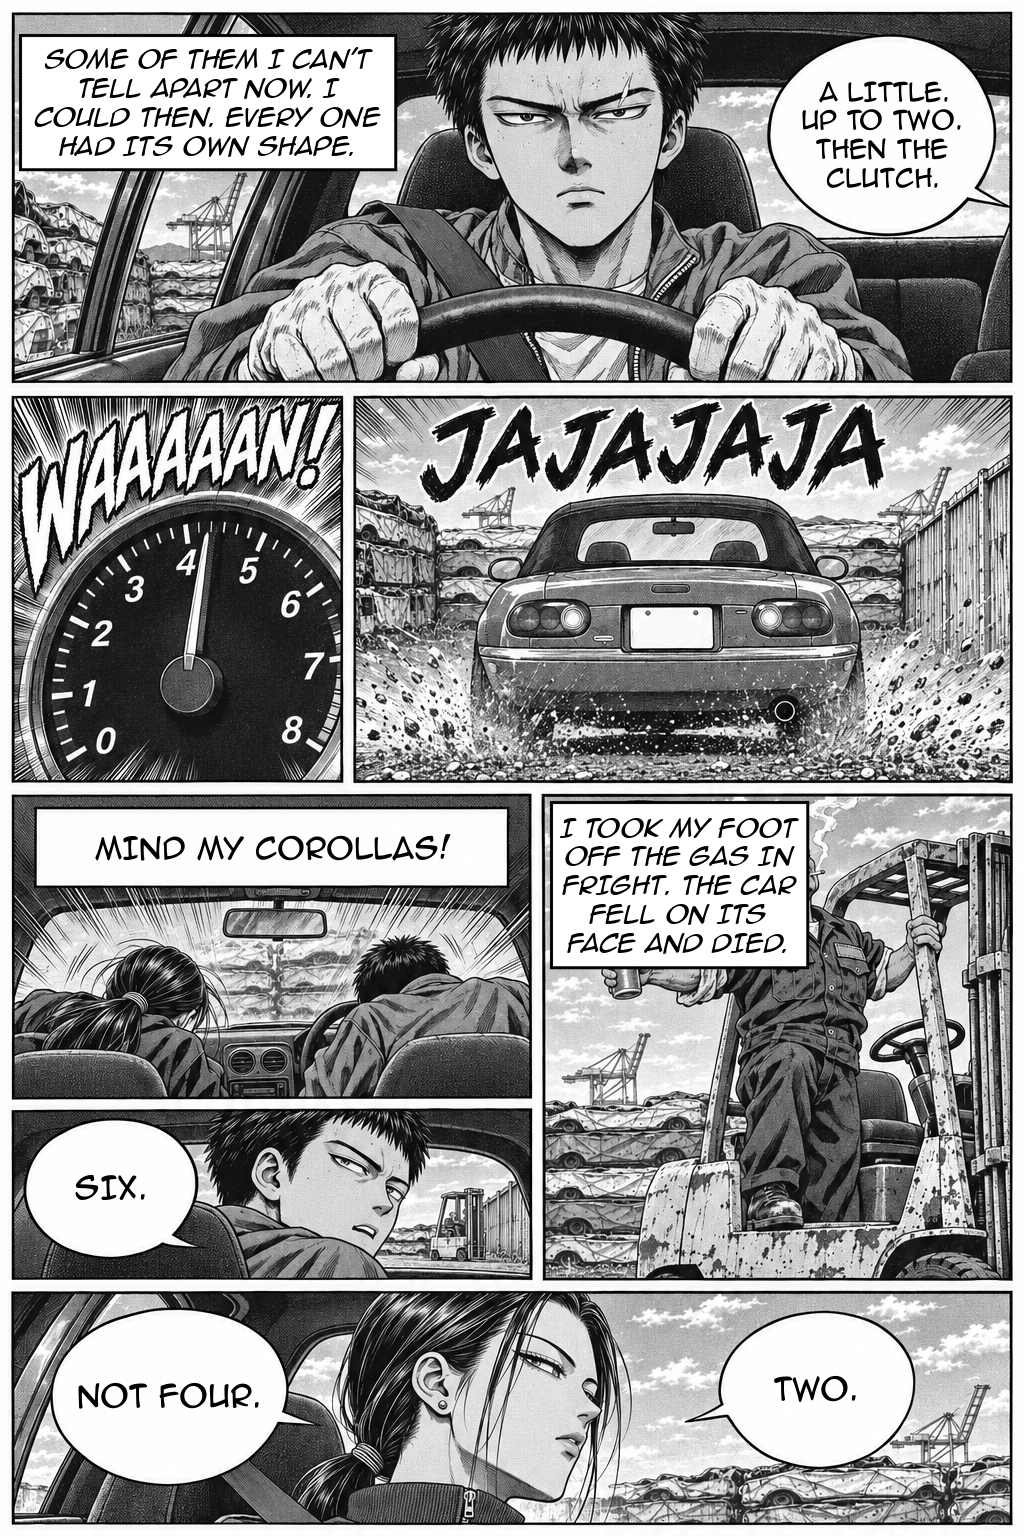 SOME OF THEM I CAN'T
TELL APART NOW. I
COULD THEN. EVERY ONE
HAD ITS OWN SHAPE.
A LITTLE.
UP TO TWO.
THEN THE
CLUTCH.
WAAAAAN!
0 1 2 3 4 5 6 7 8
JAJAJAJA
MIND MY COROLLAS!
I TOOK MY FOOT
OFF THE GAS IN
FRIGHT. THE CAR
FELL ON ITS
FACE AND DIED.
SIX.
NOT FOUR.
TWO.